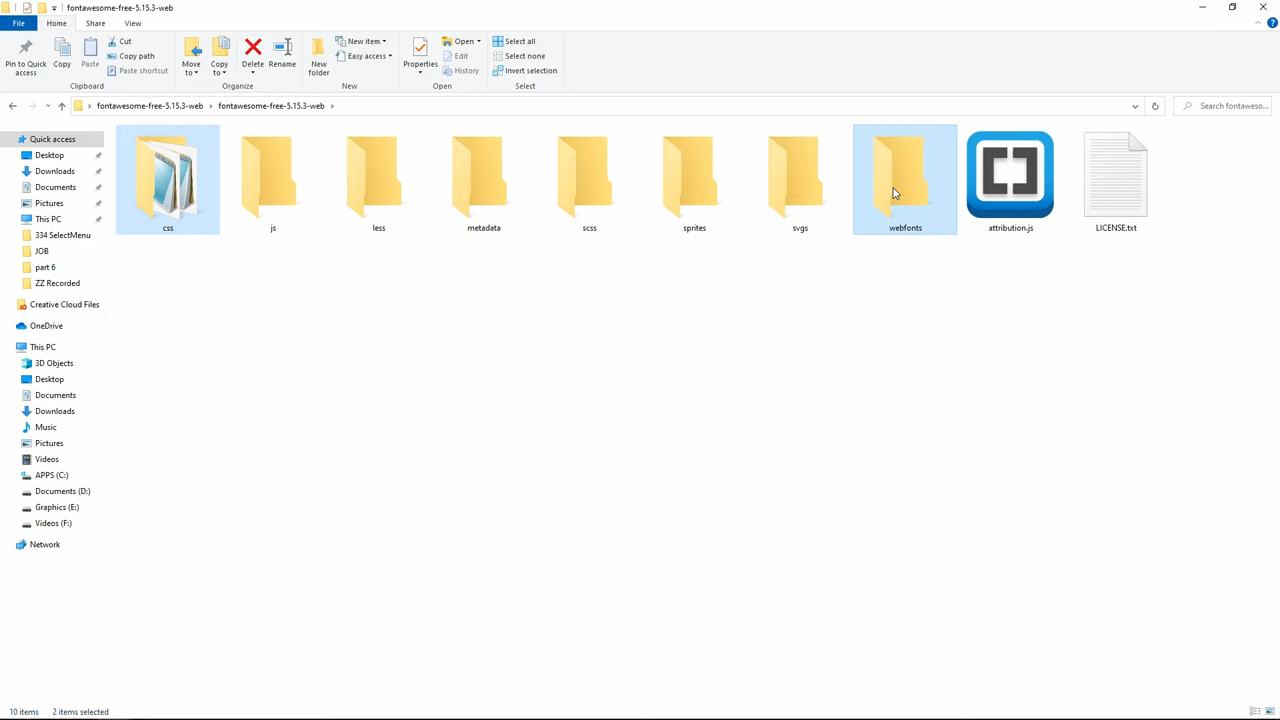 fontawesome-free-5.15.3-web
File
Home
Share
View
Pin to Quick access
Copy
Paste
Cut
Copy path
Paste shortcut
Clipboard
Move to
Copy to
Delete
Rename
Organize
New folder
New item
Easy access
New
Properties
Open
Edit
History
Open
Select all
Select none
Invert selection
Select
fontawesome-free-5.15.3-web
fontawesome-free-5.15.3-web
Search fontaweso...
Quick access
Desktop
Downloads
Documents
Pictures
This PC
334 SelectMenu
JOB
part 6
ZZ Recorded
Creative Cloud Files
OneDrive
This PC
3D Objects
Desktop
Documents
Downloads
Music
Pictures
Videos
APPS (C:)
Documents (D:)
Graphics (E:)
Videos (F:)
Network
css
js
less
metadata
scss
sprites
svgs
webfonts
attribution.js
LICENSE.txt
10 items
2 items selected